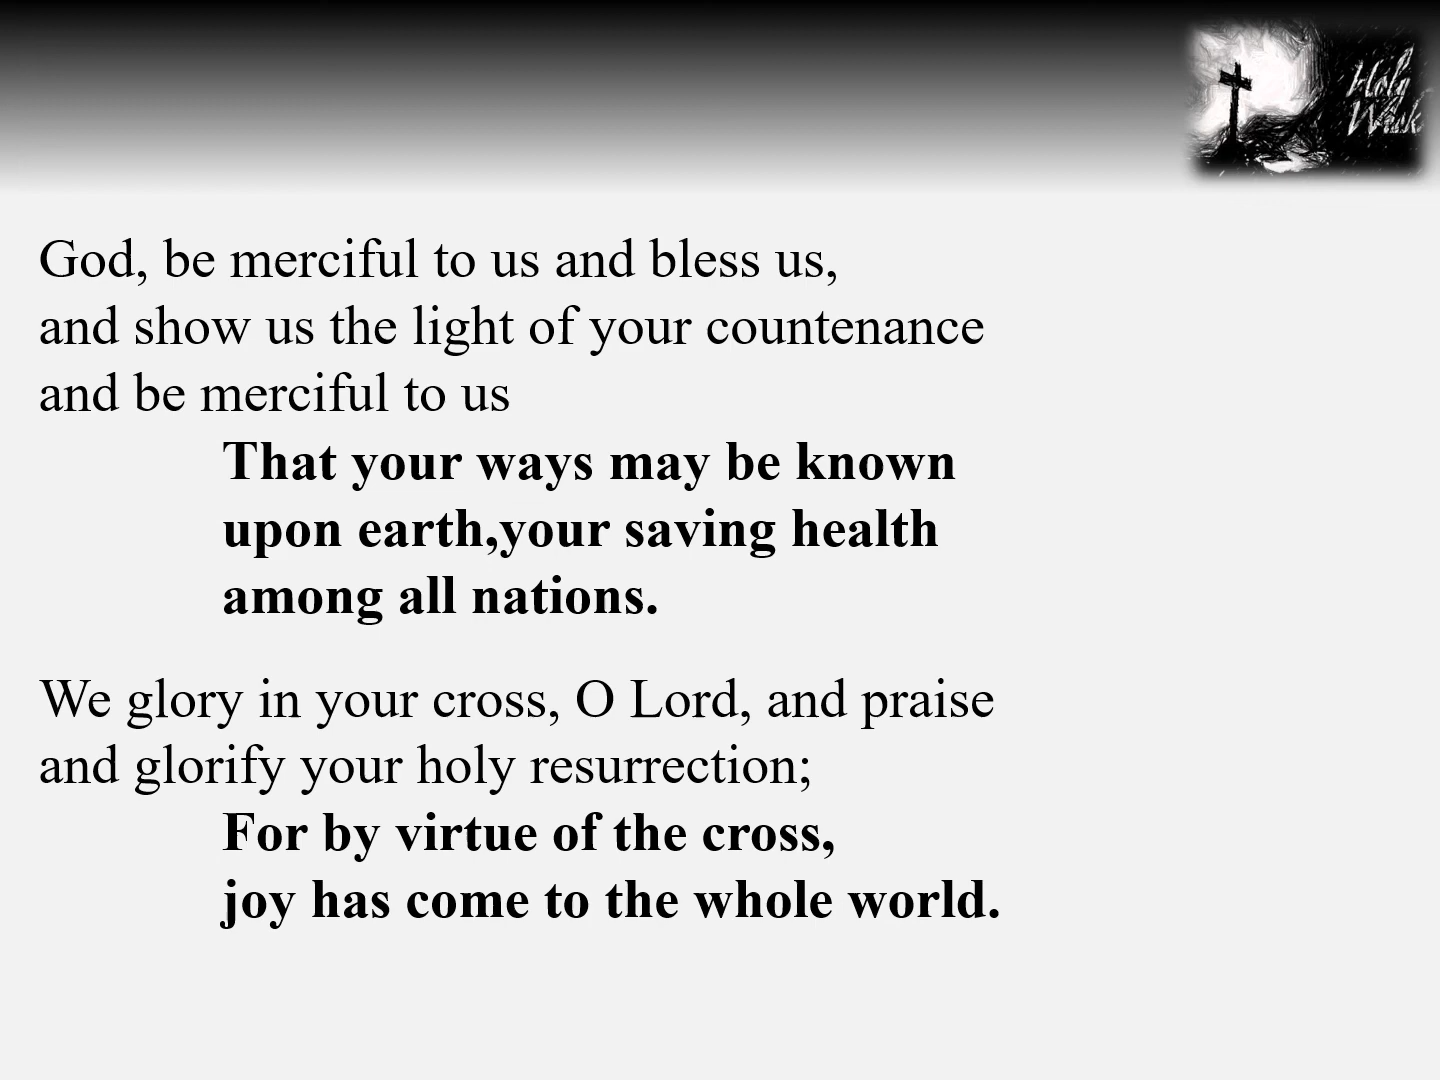 Holy
Week
God, be merciful to us and bless us,
and show us the light of your countenance
and be merciful to us
That your ways may be known
upon earth,your saving health
among all nations.
We glory in your cross, O Lord, and praise
and glorify your holy resurrection;
For by virtue of the cross,
joy has come to the whole world.